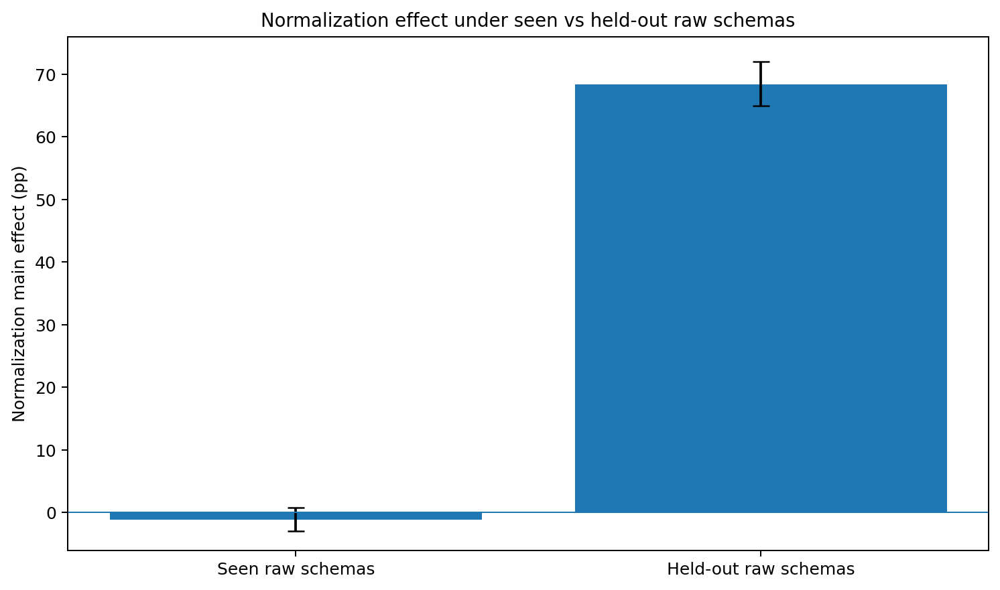 Normalization effect under seen vs held-out raw schemas
Normalization main effect (pp)
70
60
50
40
30
20
10
0
Seen raw schemas
Held-out raw schemas